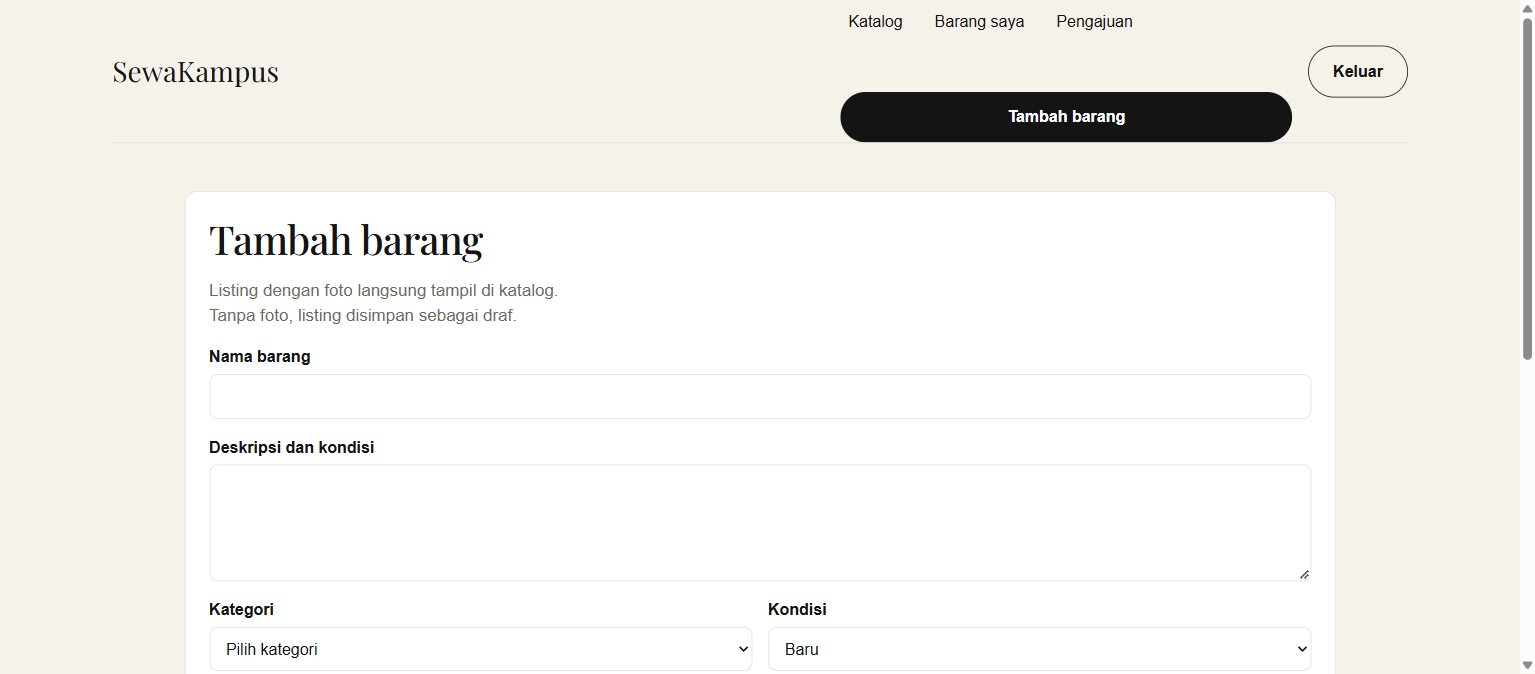 Katalog Barang saya Pengajuan
SewaKampus
Keluar
Tambah barang
Tambah barang
Listing dengan foto langsung tampil di katalog.
Tanpa foto, listing disimpan sebagai draf.
Nama barang
Deskripsi dan kondisi
Kategori Kondisi
Pilih kategori Baru